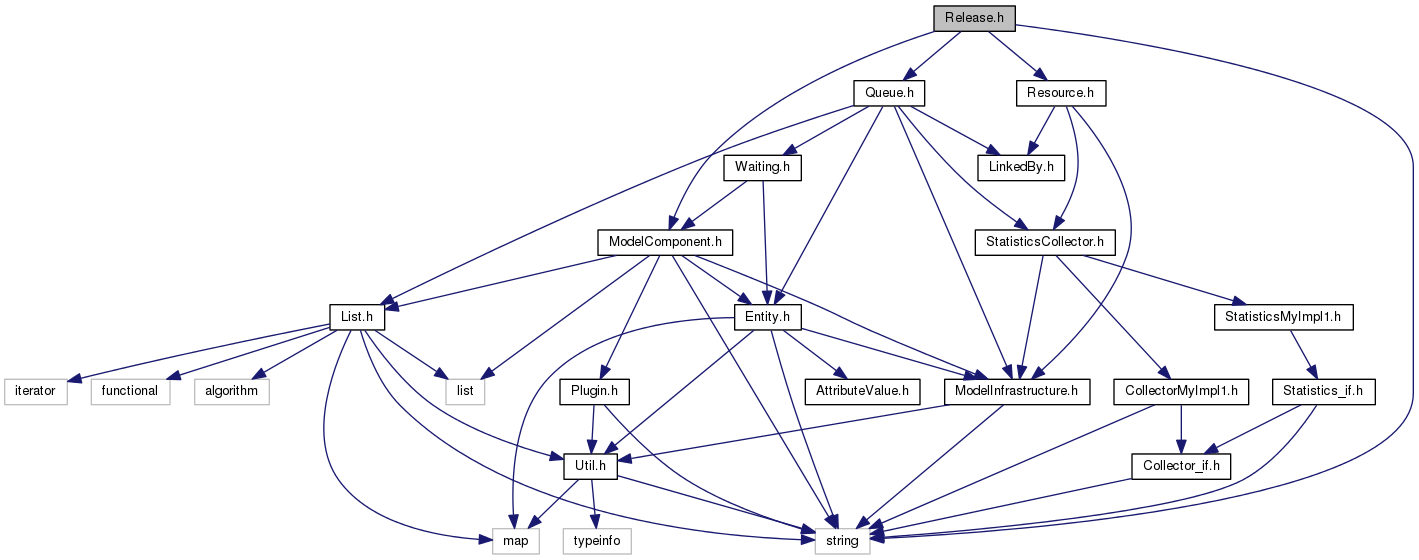 Release.h
Queue.h
Resource.h
Waiting.h
LinkedBy.h
ModelComponent.h
StatisticsCollector.h
List.h
Entity.h
StatisticsMyImpl1.h
iterator
functional
algorithm
list
Plugin.h
AttributeValue.h
ModelInfrastructure.h
CollectorMyImpl1.h
Statistics_if.h
Util.h
Collector_if.h
map
typeinfo
string